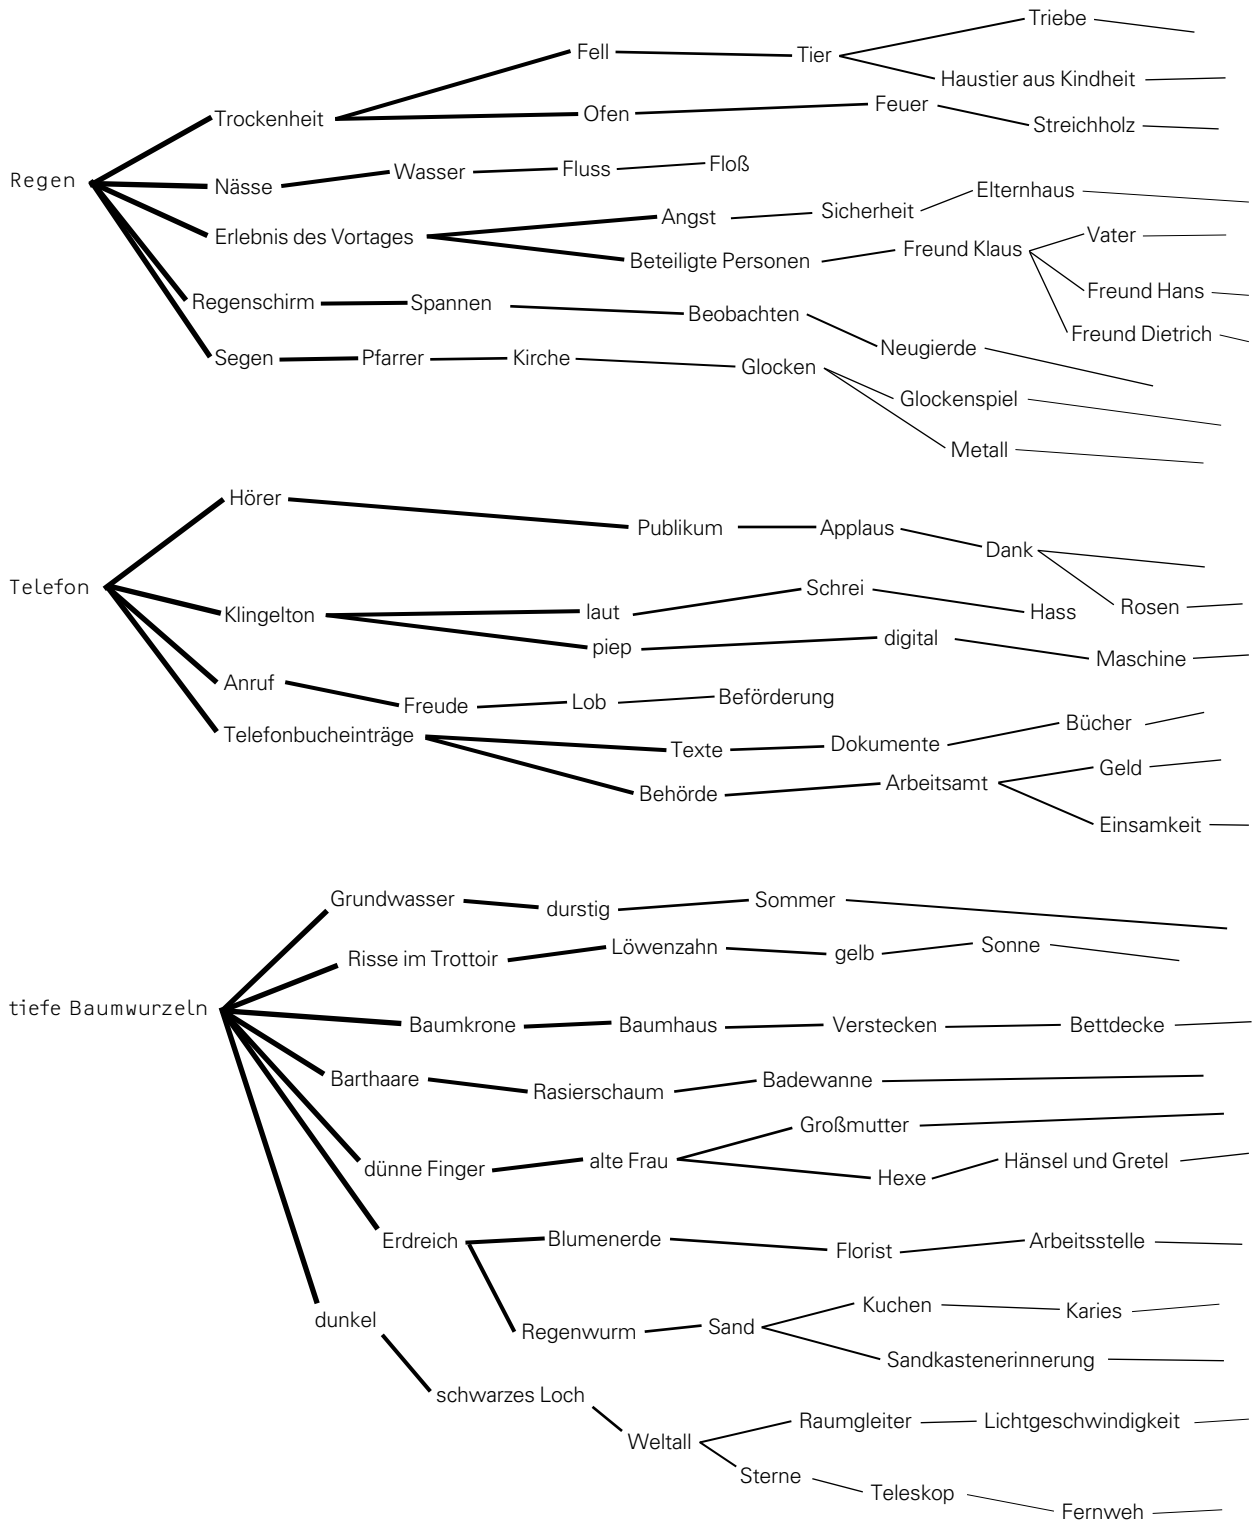 Regen
Trockenheit
Fell
Tier
Triebe
Haustier aus Kindheit
Ofen
Feuer
Streichholz
Nässe
Wasser
Fluss
Floß
Erlebnis des Vortages
Angst
Sicherheit
Elternhaus
Beteiligte Personen
Freund Klaus
Vater
Freund Hans
Freund Dietrich
Regenschirm
Spannen
Beobachten
Neugierde
Segen
Pfarrer
Kirche
Glocken
Glockenspiel
Metall
Telefon
Hörer
Publikum
Applaus
Dank
Rosen
Klingelton
laut
Schrei
Hass
piep
digital
Maschine
Anruf
Freude
Lob
Beförderung
Telefonbucheinträge
Texte
Dokumente
Bücher
Behörde
Arbeitsamt
Geld
Einsamkeit
tiefe Baumwurzeln
Grundwasser
durstig
Sommer
Risse im Trottoir
Löwenzahn
gelb
Sonne
Baumkrone
Baumhaus
Verstecken
Bettdecke
Barthaare
Rasierschaum
Badewanne
dünne Finger
alte Frau
Großmutter
Hexe
Hänsel und Gretel
Erdreich
Blumenerde
Florist
Arbeitsstelle
Regenwurm
Sand
Kuchen
Karies
Sandkastenerinnerung
dunkel
schwarzes Loch
Weltall
Raumgleiter
Lichtgeschwindigkeit
Sterne
Teleskop
Fernweh